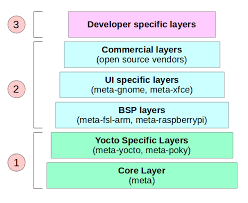 3
Developer specific layers
Commercial layers
(open source vendors)
2
UI specific layers
(meta-gnome, meta-xfce)
BSP layers
(meta-fsl-arm, meta-raspberrypi)
1
Yocto Specific Layers
(meta-yocto, meta-poky)
Core Layer
(meta)